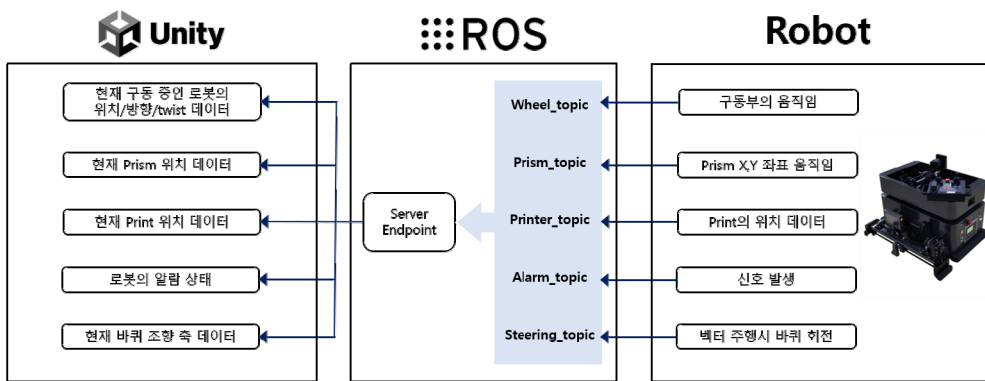 Unity
ROS
Robot
현재 구동 중인 로봇의
위치/방향/twist 데이터
현재 Prism 위치 데이터
현재 Print 위치 데이터
로봇의 알람 상태
현재 바퀴 조향 축 데이터
Server
Endpoint
Wheel_topic
Prism_topic
Printer_topic
Alarm_topic
Steering_topic
구동부의 움직임
Prism X,Y 좌표 움직임
Print의 위치 데이터
신호 발생
벡터 주행시 바퀴 회전